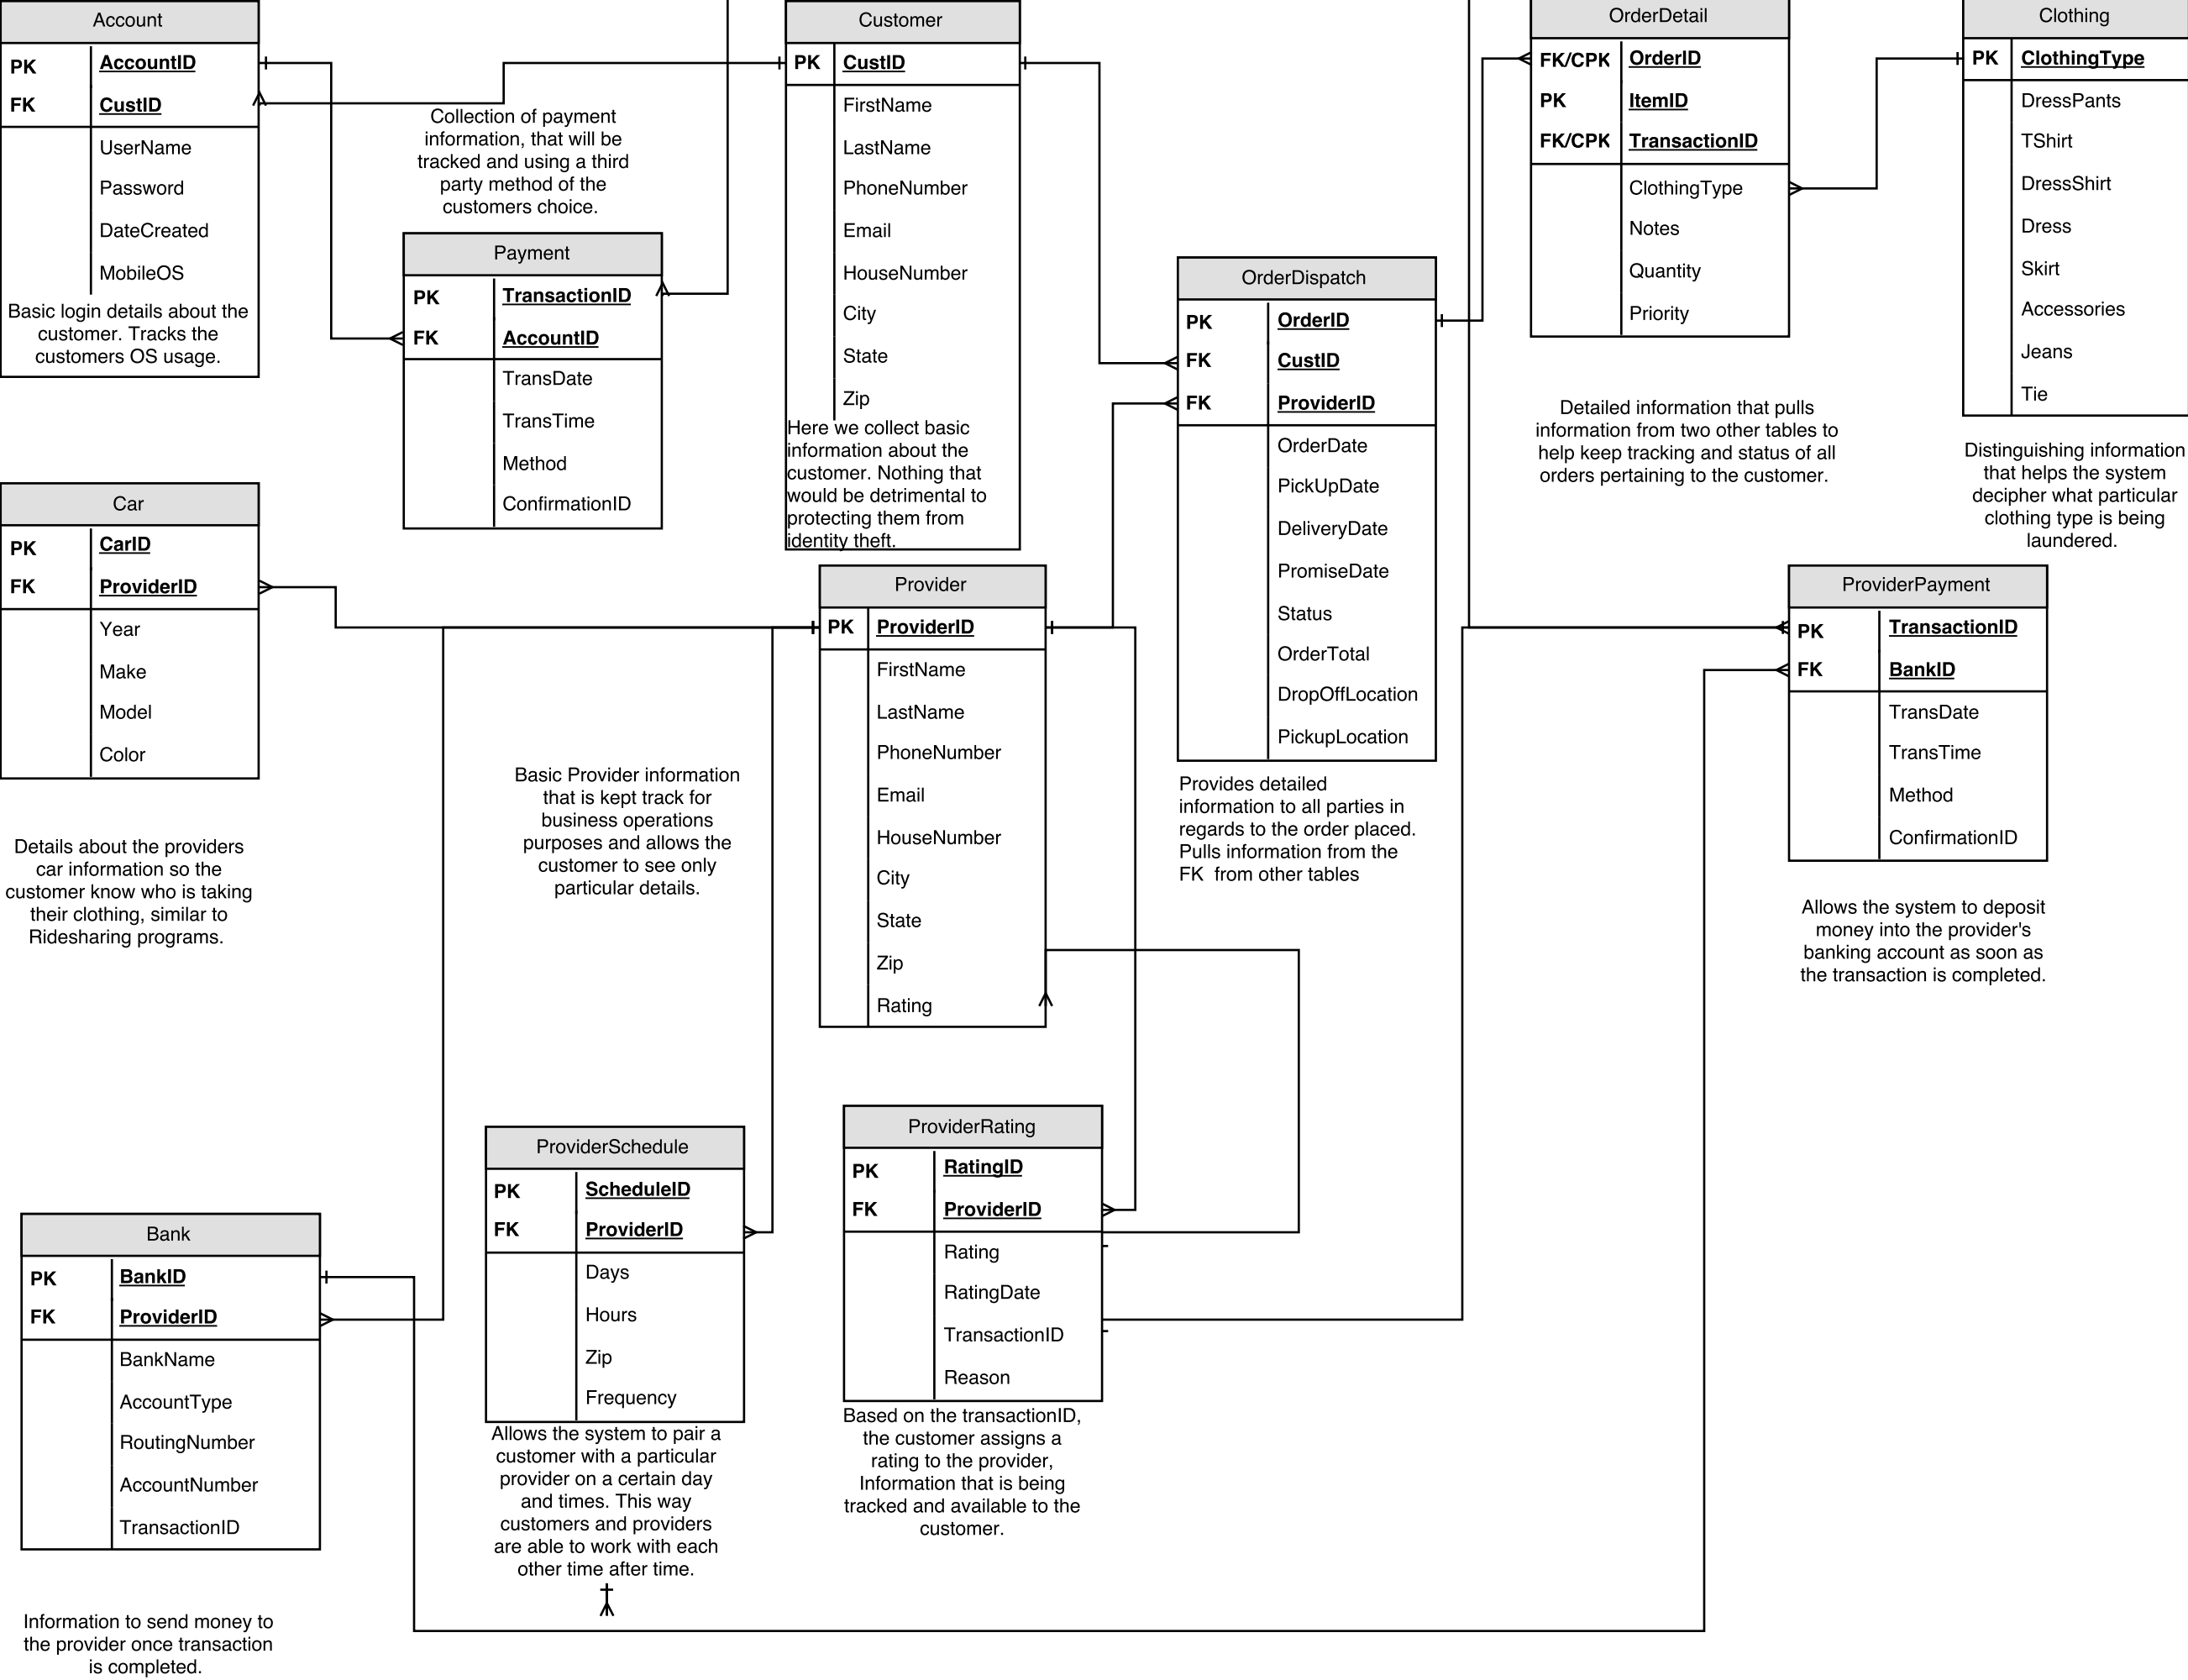 Account
PK AccountID
FK CustID
UserName
Password
DateCreated
MobileOS
Basic login details about the
customer. Tracks the
customers OS usage.
Collection of payment
information, that will be
tracked and using a third
party method of the
customers choice.
Payment
PK TransactionID
FK AccountID
TransDate
TransTime
Method
ConfirmationID
Customer
PK CustID
FirstName
LastName
PhoneNumber
Email
HouseNumber
City
State
Zip
Here we collect basic
information about the
customer. Nothing that
would be detrimental to
protecting them from
identity theft.
OrderDispatch
PK OrderID
FK CustID
FK ProviderID
OrderDate
PickUpDate
DeliveryDate
PromiseDate
Status
OrderTotal
DropOffLocation
PickupLocation
Provides detailed
information to all parties in
regards to the order placed.
Pulls information from the
FK from other tables
OrderDetail
FK/CPK OrderID
PK ItemID
FK/CPK TransactionID
ClothingType
Notes
Quantity
Priority
Detailed information that pulls
information from two other tables to
help keep tracking and status of all
orders pertaining to the customer.
Clothing
PK ClothingType
DressPants
TShirt
DressShirt
Dress
Skirt
Accessories
Jeans
Tie
Distinguishing information
that helps the system
decipher what particular
clothing type is being
laundered.
Car
PK CarID
FK ProviderID
Year
Make
Model
Color
Details about the providers
car information so the
customer know who is taking
their clothing, similar to
Ridesharing programs.
Basic Provider information
that is kept track for
business operations
purposes and allows the
customer to see only
particular details.
Provider
PK ProviderID
FirstName
LastName
PhoneNumber
Email
HouseNumber
City
State
Zip
Rating
ProviderPayment
PK TransactionID
FK BankID
TransDate
TransTime
Method
ConfirmationID
Allows the system to deposit
money into the provider's
banking account as soon as
the transaction is completed.
Bank
PK BankID
FK ProviderID
BankName
AccountType
RoutingNumber
AccountNumber
TransactionID
Information to send money to
the provider once transaction
is completed.
ProviderSchedule
PK ScheduleID
FK ProviderID
Days
Hours
Zip
Frequency
Allows the system to pair a
customer with a particular
provider on a certain day
and times. This way
customers and providers
are able to work with each
other time after time.
ProviderRating
PK RatingID
FK ProviderID
Rating
RatingDate
TransactionID
Reason
Based on the transactionID,
the customer assigns a
rating to the provider,
Information that is being
tracked and available to the
customer.